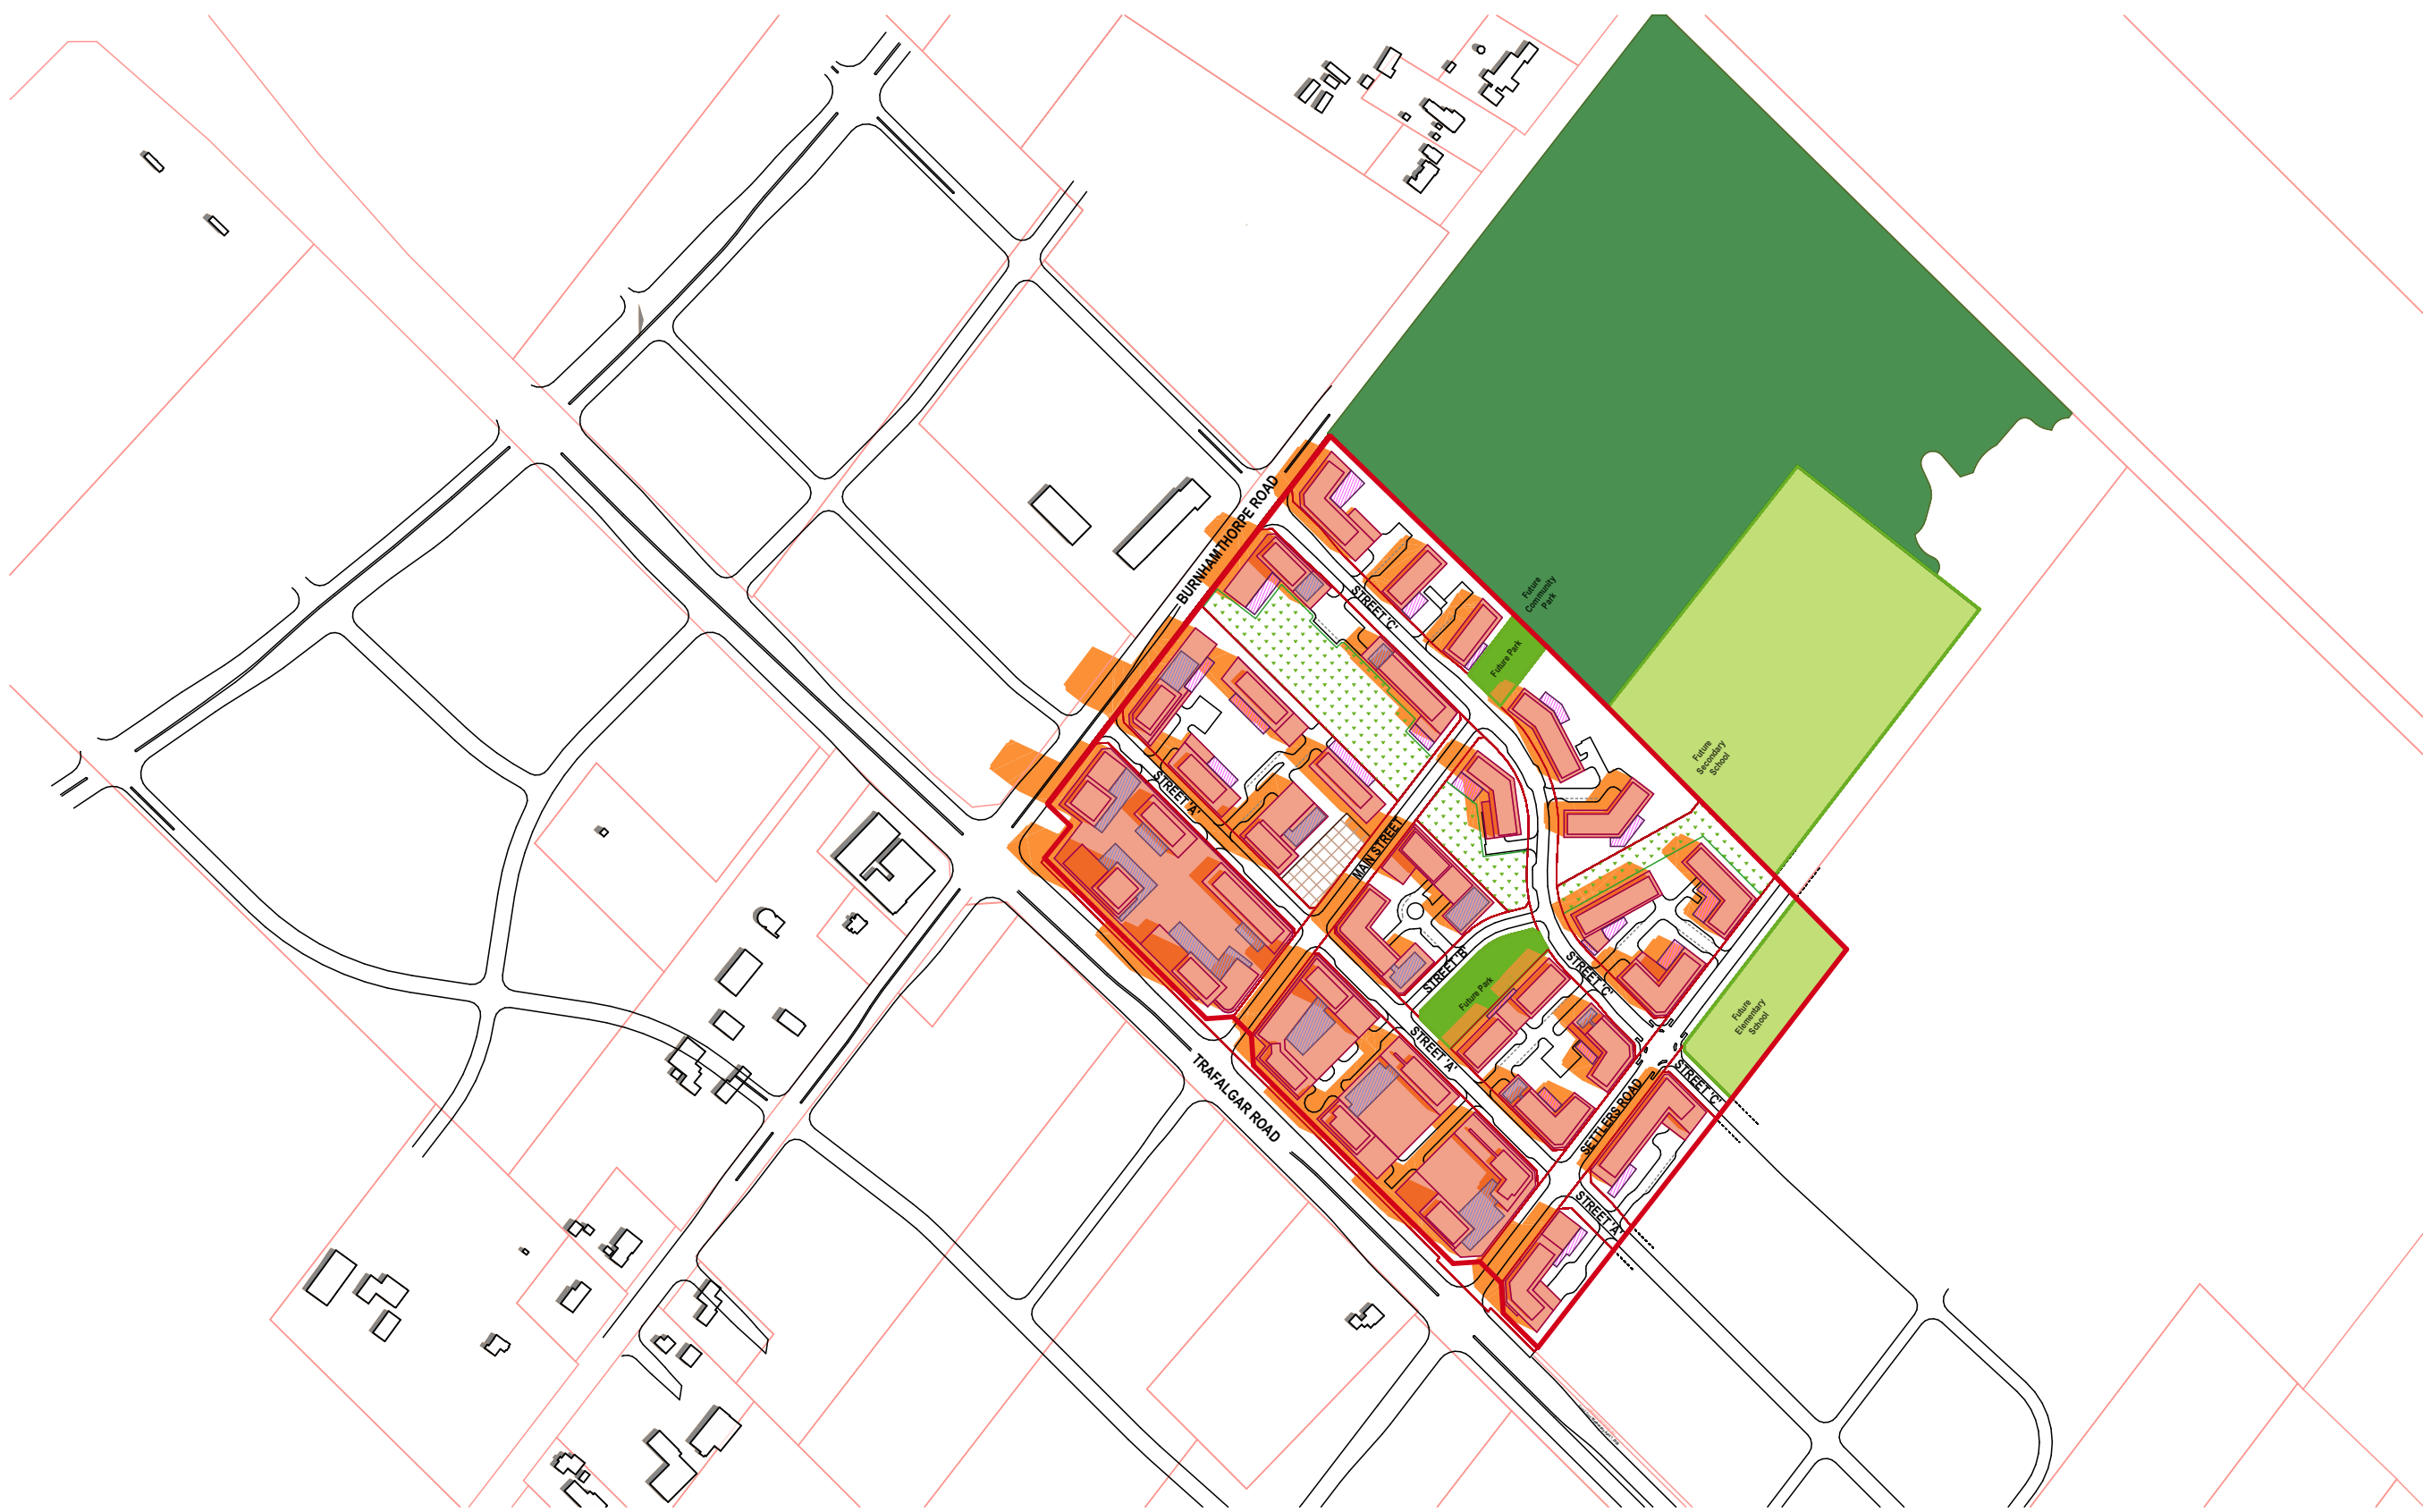 BURNHAMTHORPE ROAD
Future
Community
Park
STREET 'C'
Future Park
Future
Secondary
School
STREET 'A'
MAIN STREET
STREET 'B'
Future Park
STREET 'C'
Future
Elementary
School
STREET 'A'
STREET 'C'
TRAFALGAR ROAD
SETTLERS ROAD
STREET 'A'